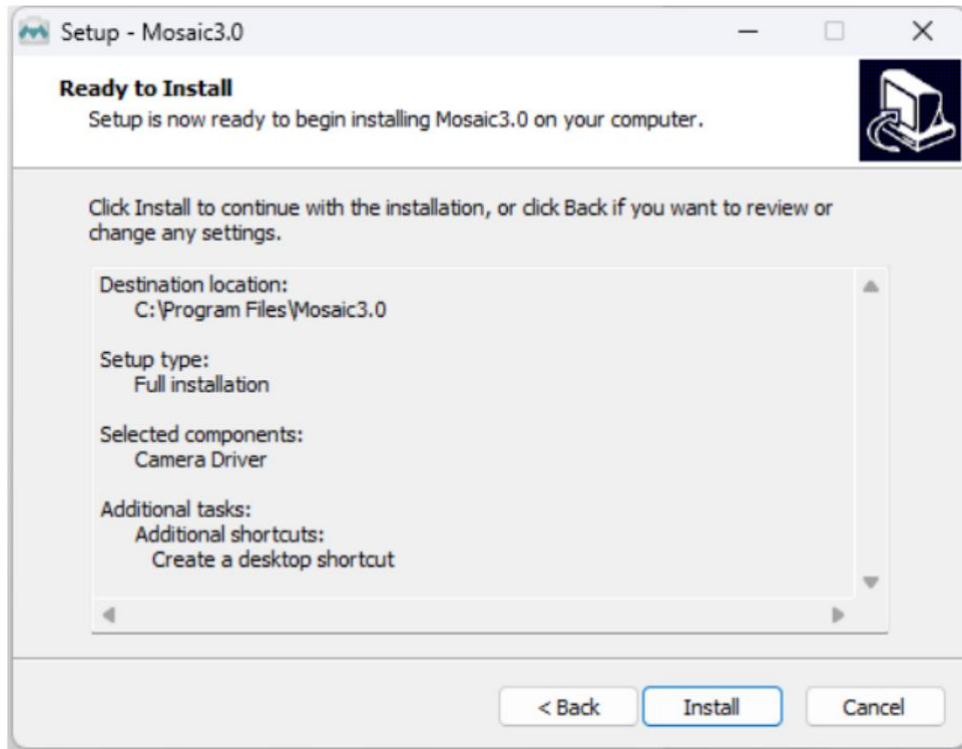 Setup - Mosaic3.0
Ready to Install
Setup is now ready to begin installing Mosaic3.0 on your computer.
Click Install to continue with the installation, or click Back if you want to review or
change any settings.
Destination location:
C:\Program Files\Mosaic3.0
Setup type:
Full installation
Selected components:
Camera Driver
Additional tasks:
Additional shortcuts:
Create a desktop shortcut
< Back Install Cancel